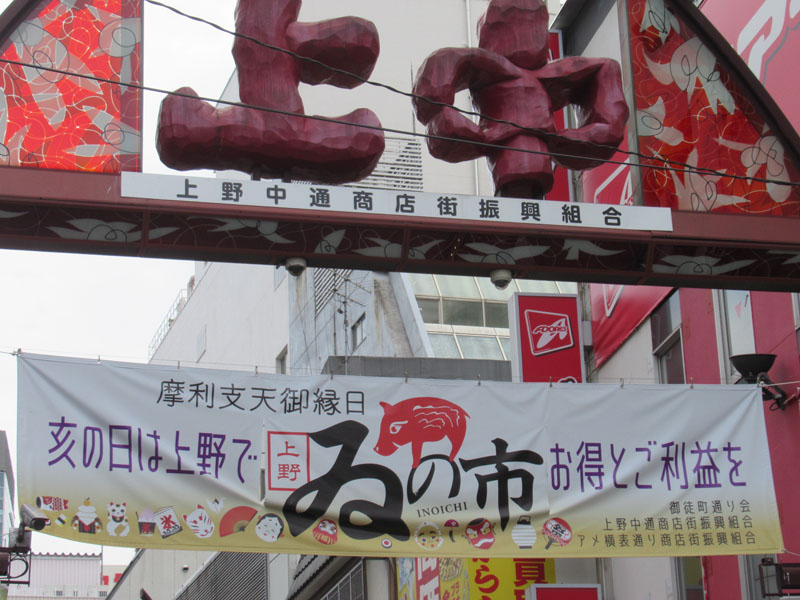 上中
上野中通商店街振興組合
ADORES
摩利支天御縁日
亥の日は上野で
上野
ゐの市
INOICHI
お得とご利益を
御徒町通り会
上野中通商店街振興組合
アメ横表通り商店街振興組合